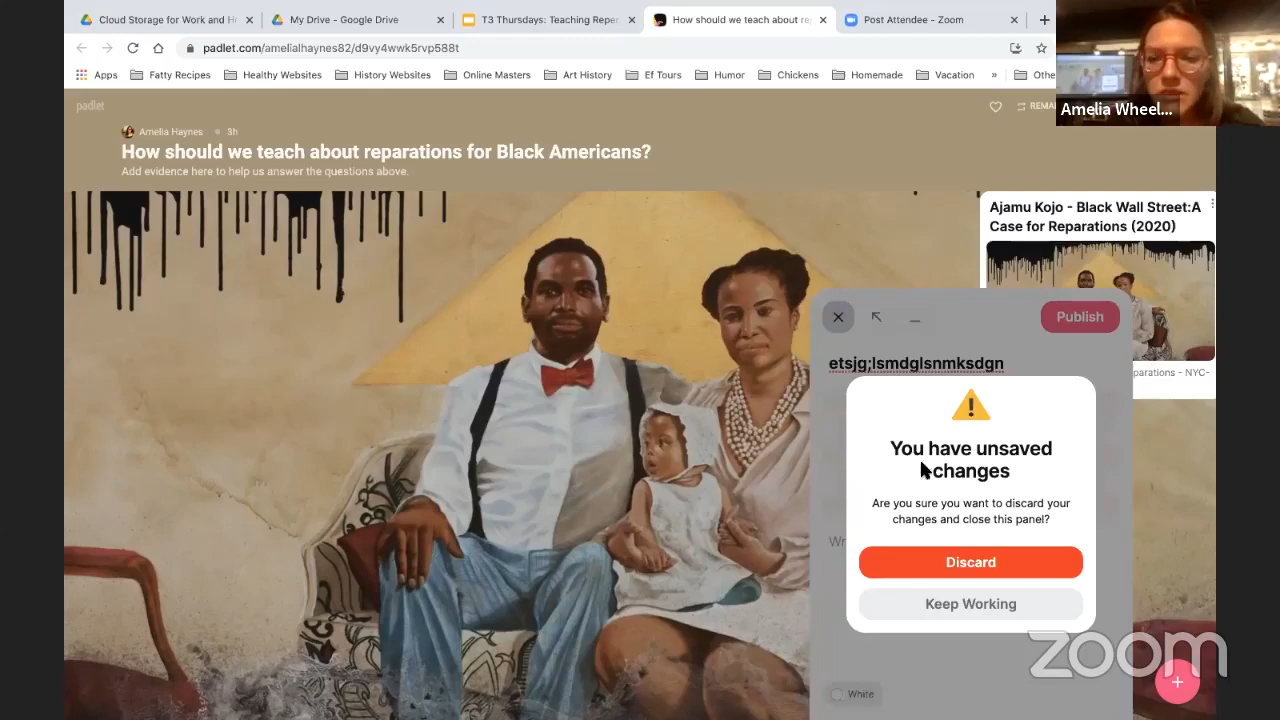 Cloud Storage for Work and H
My Drive - Google Drive
T3 Thursdays: Teaching Repe
How should we teach about re
Post Attendee - Zoom
padlet.com/amelialhaynes82/d9vy4wwk5rvp588t
Apps
Fatty Recipes
Healthy Websites
History Websites
Online Masters
Art History
Ef Tours
Humor
Chickens
Homemade
Vacation
»
Othe
Amelia Wheel...
padlet
REMA
Amelia Haynes
3h
How should we teach about reparations for Black Americans?
Add evidence here to help us answer the questions above.
Ajamu Kojo - Black Wall Street:A
Case for Reparations (2020)
parations - NYC-
Publish
etsjg;lsmdglsnmksdgn
You have unsaved
changes
Are you sure you want to discard your
changes and close this panel?
Wr
Discard
Keep Working
White
zoom